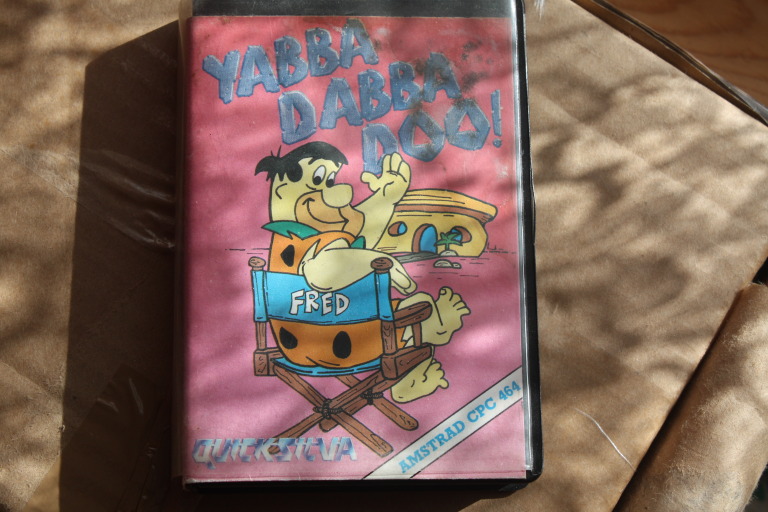 YABBA
DABBA
DOO!
FRED
QUICKSILVA
AMSTRAD CPC 464